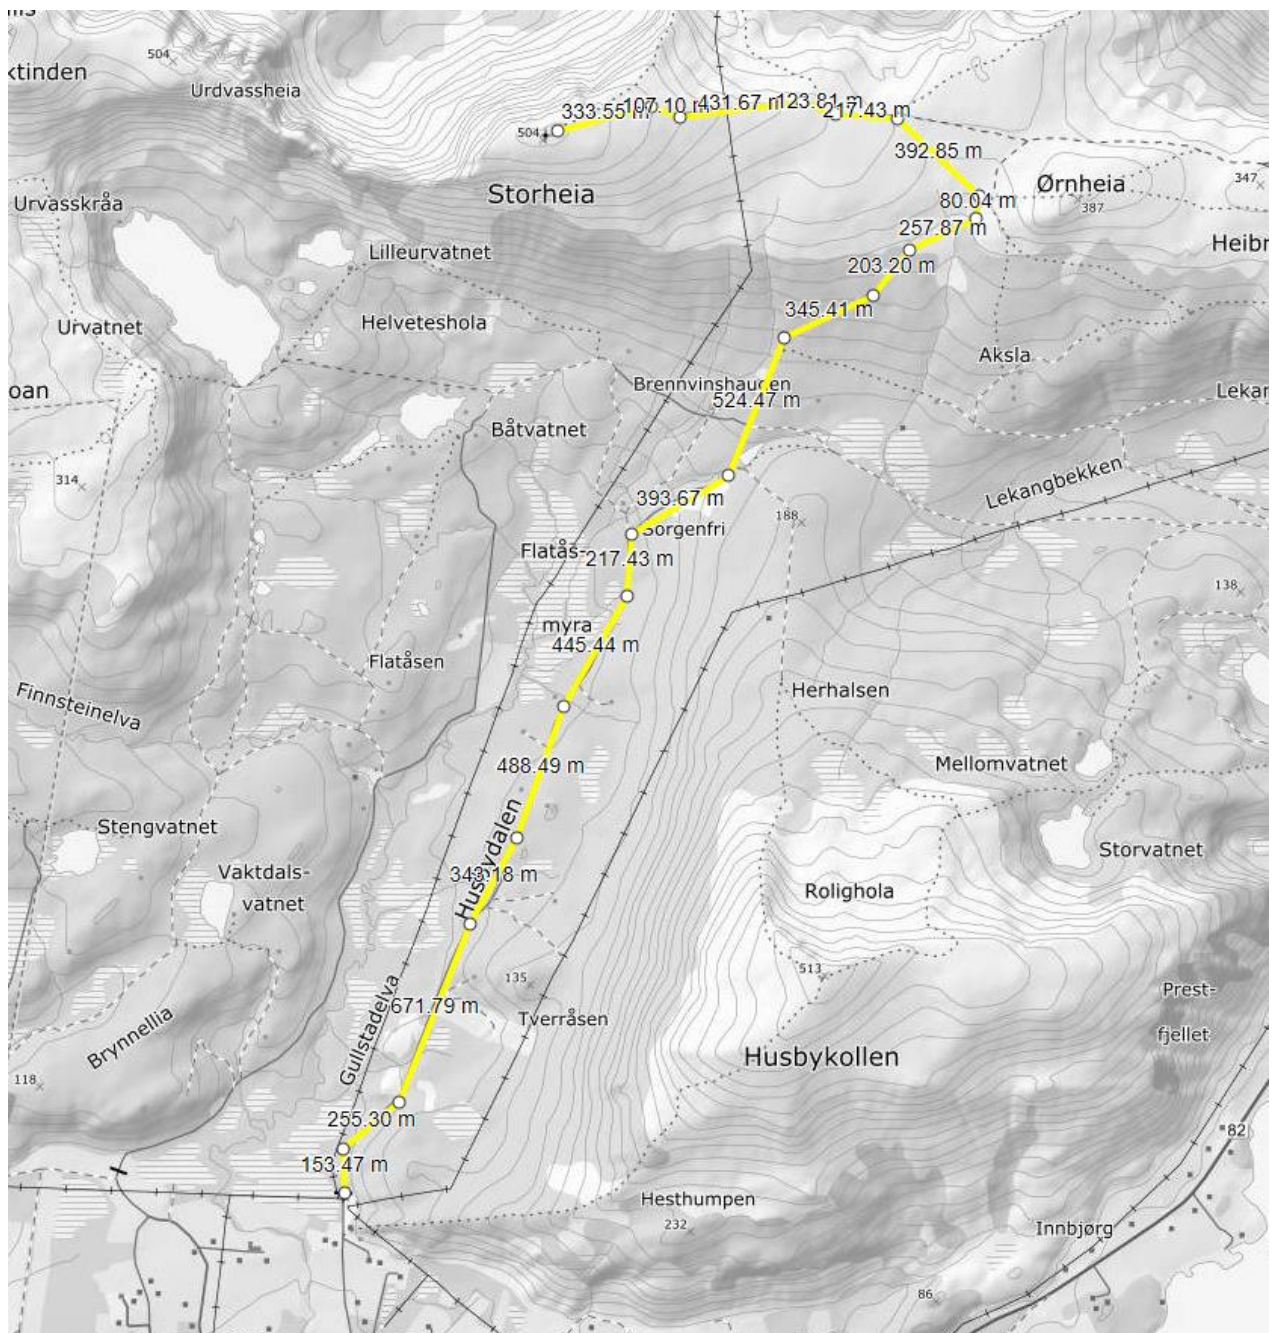 504
ktinden
Urdvassheia
333.55 m
107.10 m
431.67 m
123.81 m
217.43 m
504
392.85 m
Storheia
Ørnheia
347
387
80.04 m
Urvasskråa
257.87 m
Lilleurvatnet
203.20 m
Urvatnet
Helveteshola
345.41 m
Aksla
oan
Brennvinshaugen
524.47 m
Lekan
Båtvatnet
314
393.67 m
Lekangbekken
188
Sorgenfri
Flatås-
217.43 m
138
myra
445.44 m
Flatåsen
Finnsteinelva
Herhalsen
488.49 m
Mellomvatnet
Stengvatnet
Husbydalen
Storvatnet
Vaktdals-
vatnet
343.18 m
Rolighola
513
135
671.79 m
Prest-
fjellet
Brynnellia
Gullstadelva
Tverråsen
Husbykollen
118
255.30 m
82
153.47 m
Hesthumpen
232
Innbjørg
86